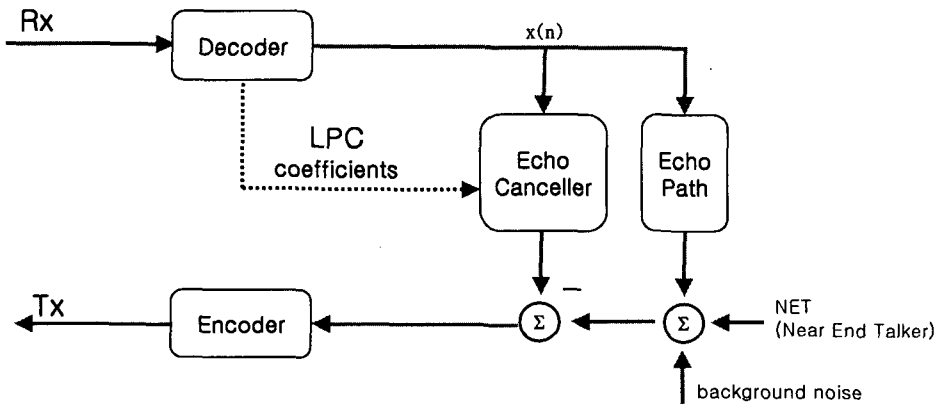 Rx
Decoder
x(n)
LPC
coefficients
Echo
Canceller
Echo
Path
Tx
Encoder
Σ
–
Σ
NET
(Near End Talker)
background noise